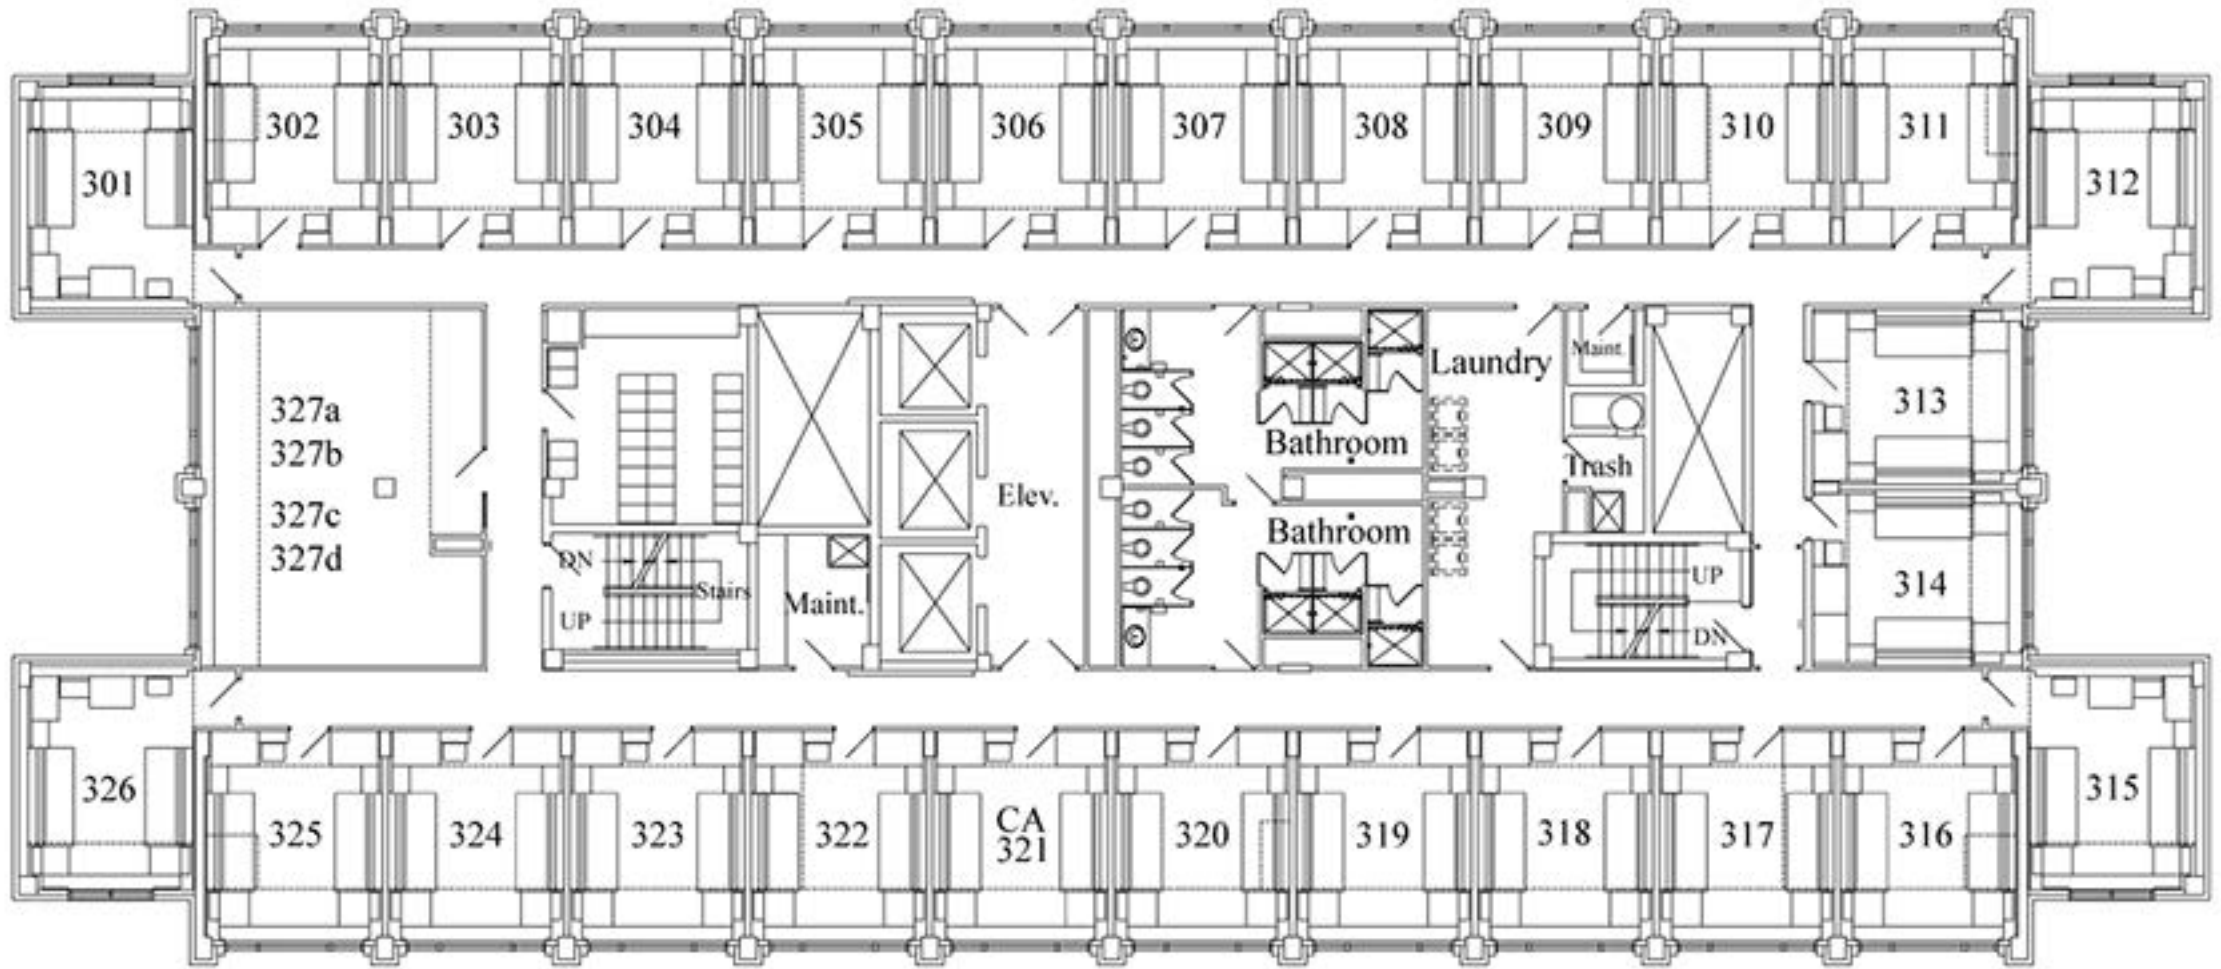 302
303
304
305
306
307
308
309
310
311
301
312
Laundry
Maint.
327a
327b
327c
327d
313
Bathroom
Trash
Elev.
Bathroom
DN
Stairs
UP
Maint.
UP
DN
314
326
315
325
324
323
322
CA
321
320
319
318
317
316